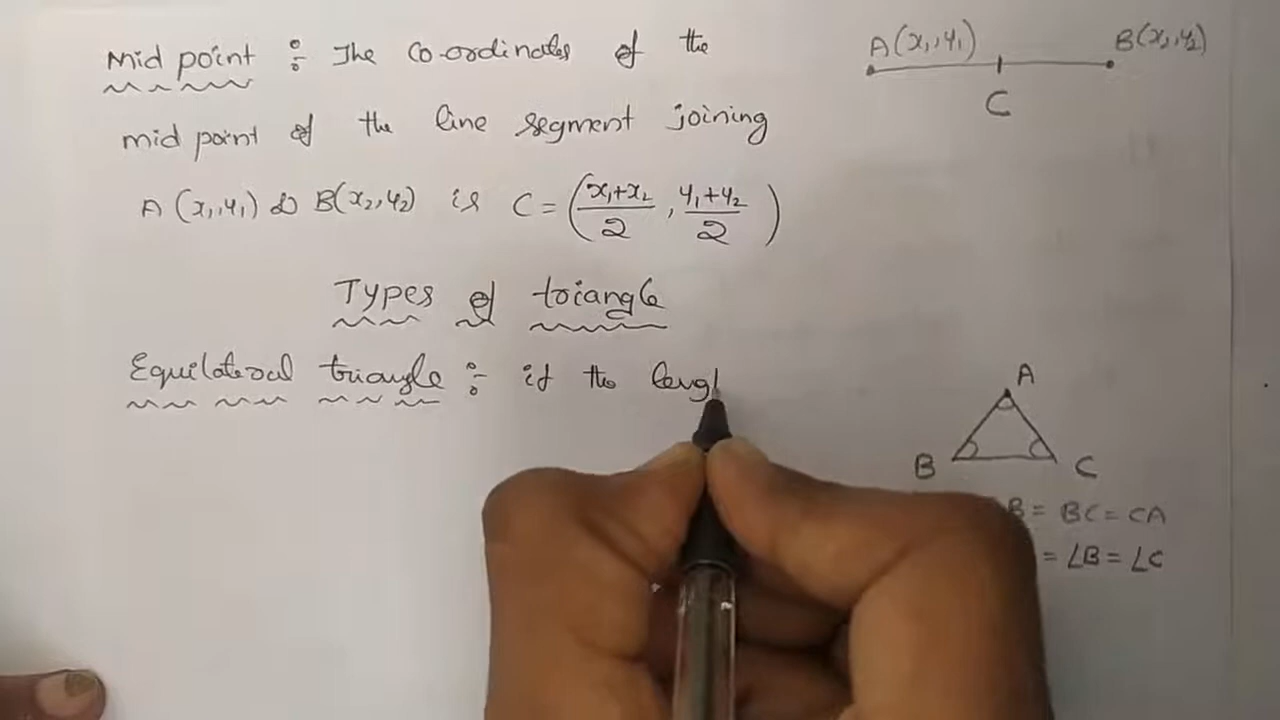 Mid point : The Co-ordinates of the
mid point of the line segment joining
A (x₁, y₁) & B(x₂, y₂) is C = (x₁+x₂/2 , y₁+y₂/2)
Types of triangle
Equilateral triangle : if the lengt
A(x₁, y₁) B(x₂, y₂)
C
A
B C
B = BC = CA
= ∠B = ∠C